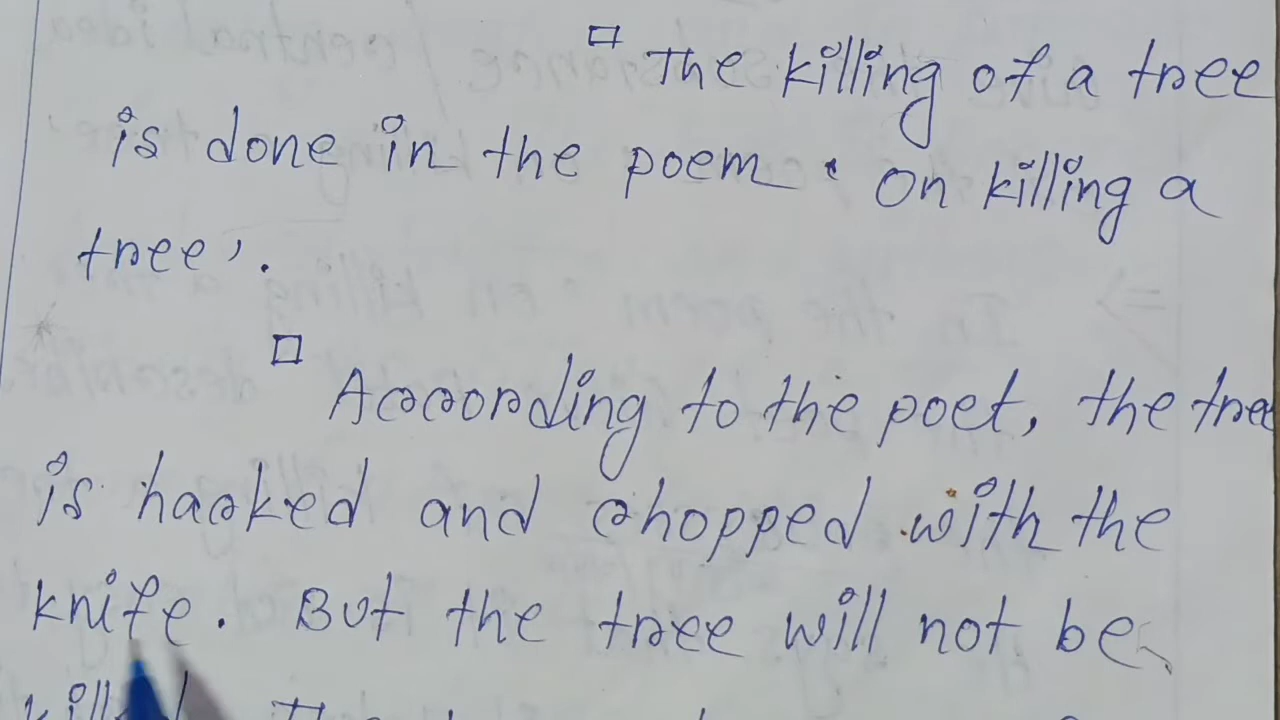 The killing of a tree
is done in the poem ‘On killing a
tree’.
According to the poet, the tree
is hacked and chopped with the
knife. But the tree will not be